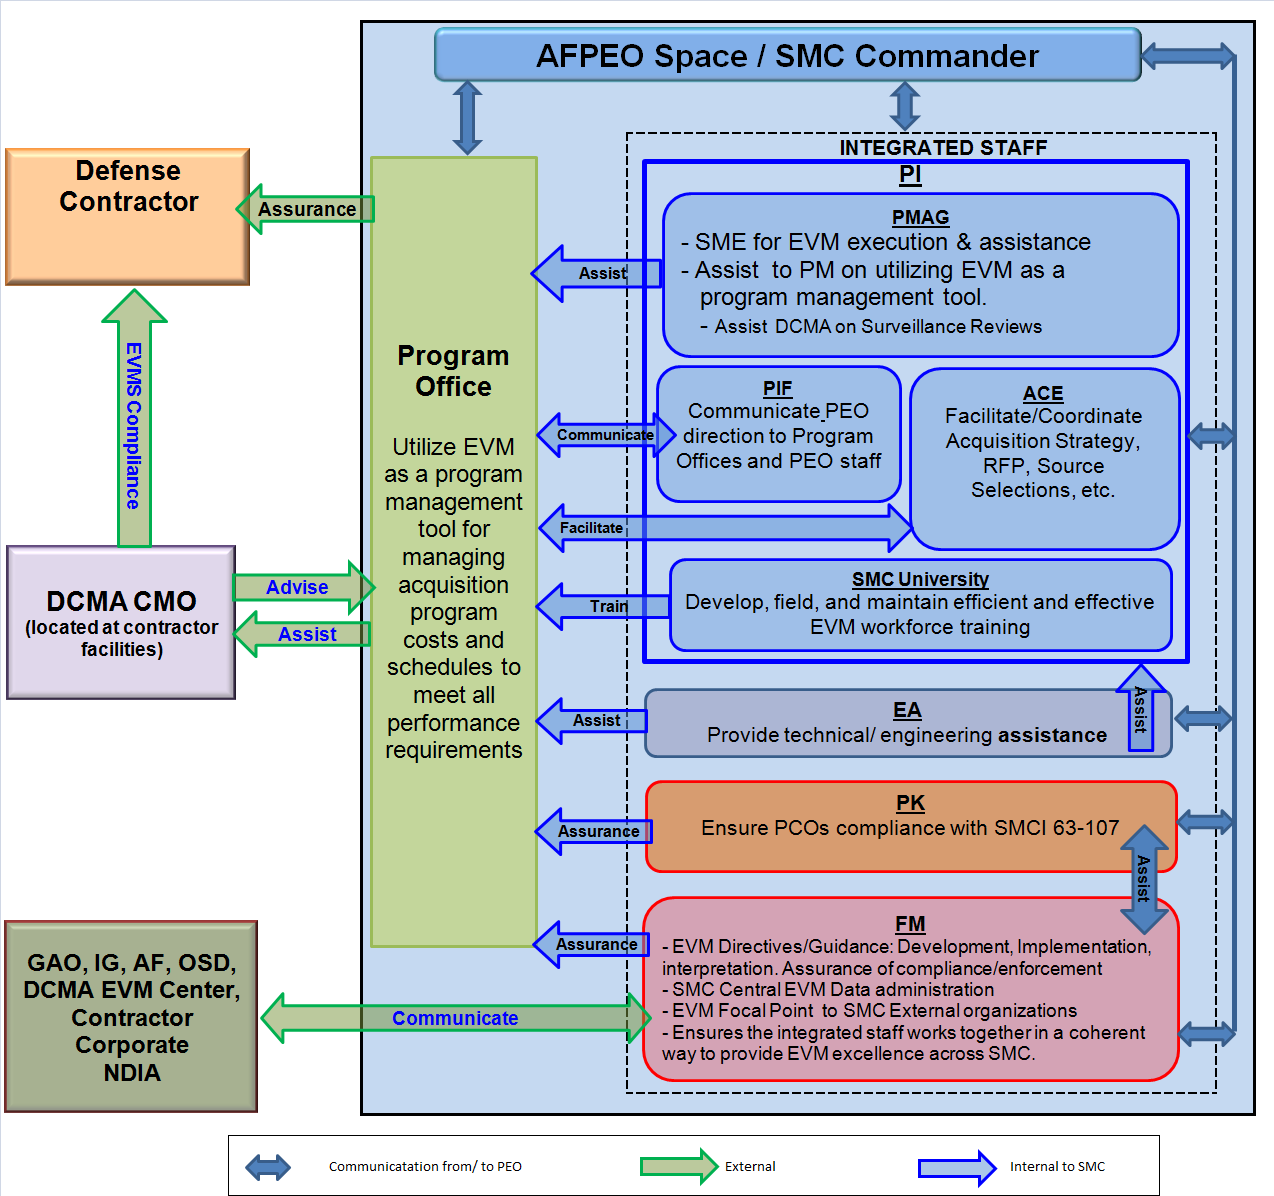 AFPEO Space / SMC Commander
INTEGRATED STAFF
PI
Defense
Contractor
Assurance
PMAG
- SME for EVM execution & assistance
- Assist to PM on utilizing EVM as a
program management tool.
- Assist DCMA on Surveillance Reviews
Assist
EVMS Compliance
Program
Office
Utilize EVM
as a program
management
tool for
managing
acquisition
program
costs and
schedules to
meet all
performance
requirements
PIF
Communicate PEO
direction to Program
Offices and PEO staff
Communicate
ACE
Facilitate/Coordinate
Acquisition Strategy,
RFP, Source
Selections, etc.
Facilitate
DCMA CMO
(located at contractor
facilities)
Advise
Assist
SMC University
Develop, field, and maintain efficient and effective
EVM workforce training
Train
EA
Provide technical/ engineering assistance
Assist
Assist
PK
Ensure PCOs compliance with SMCI 63-107
Assurance
Assist
FM
- EVM Directives/Guidance: Development, Implementation,
interpretation. Assurance of compliance/enforcement
- SMC Central EVM Data administration
- EVM Focal Point to SMC External organizations
- Ensures the integrated staff works together in a coherent
way to provide EVM excellence across SMC.
Assurance
GAO, IG, AF, OSD,
DCMA EVM Center,
Contractor
Corporate
NDIA
Communicate
Communicatation from/ to PEO
External
Internal to SMC